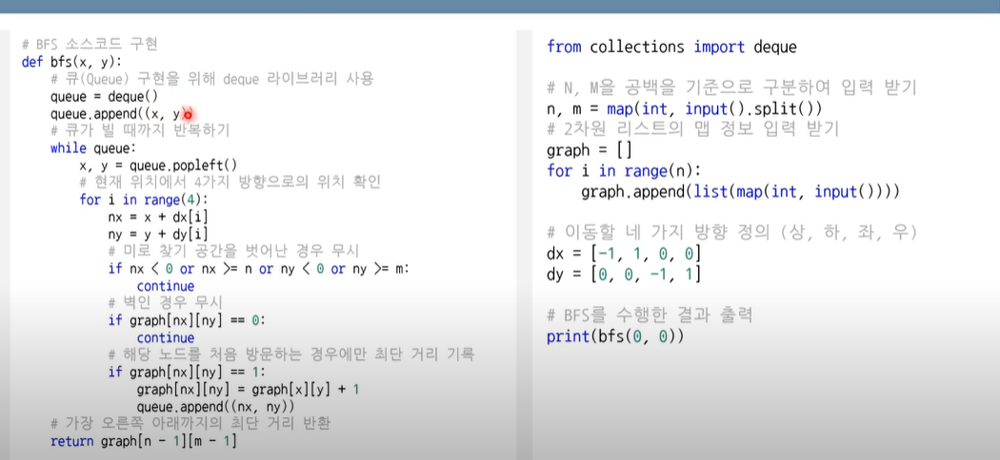 # BFS 소스코드 구현
def bfs(x, y):
    # 큐(Queue) 구현을 위해 deque 라이브러리 사용
    queue = deque()
    queue.append((x, y
    # 큐가 빌 때까지 반복하기
    while queue:
        x, y = queue.popleft()
        # 현재 위치에서 4가지 방향으로의 위치 확인
        for i in range(4):
            nx = x + dx[i]
            ny = y + dy[i]
            # 미로 찾기 공간을 벗어난 경우 무시
            if nx < 0 or nx >= n or ny < 0 or ny >= m:
                continue
            # 벽인 경우 무시
            if graph[nx][ny] == 0:
                continue
            # 해당 노드를 처음 방문하는 경우에만 최단 거리 기록
            if graph[nx][ny] == 1:
                graph[nx][ny] = graph[x][y] + 1
                queue.append((nx, ny))
    # 가장 오른쪽 아래까지의 최단 거리 반환
    return graph[n - 1][m - 1]
from collections import deque
# N, M을 공백을 기준으로 구분하여 입력 받기
n, m = map(int, input().split())
# 2차원 리스트의 맵 정보 입력 받기
graph = []
for i in range(n):
    graph.append(list(map(int, input())))
# 이동할 네 가지 방향 정의 (상, 하, 좌, 우)
dx = [-1, 1, 0, 0]
dy = [0, 0, -1, 1]
# BFS를 수행한 결과 출력
print(bfs(0, 0))